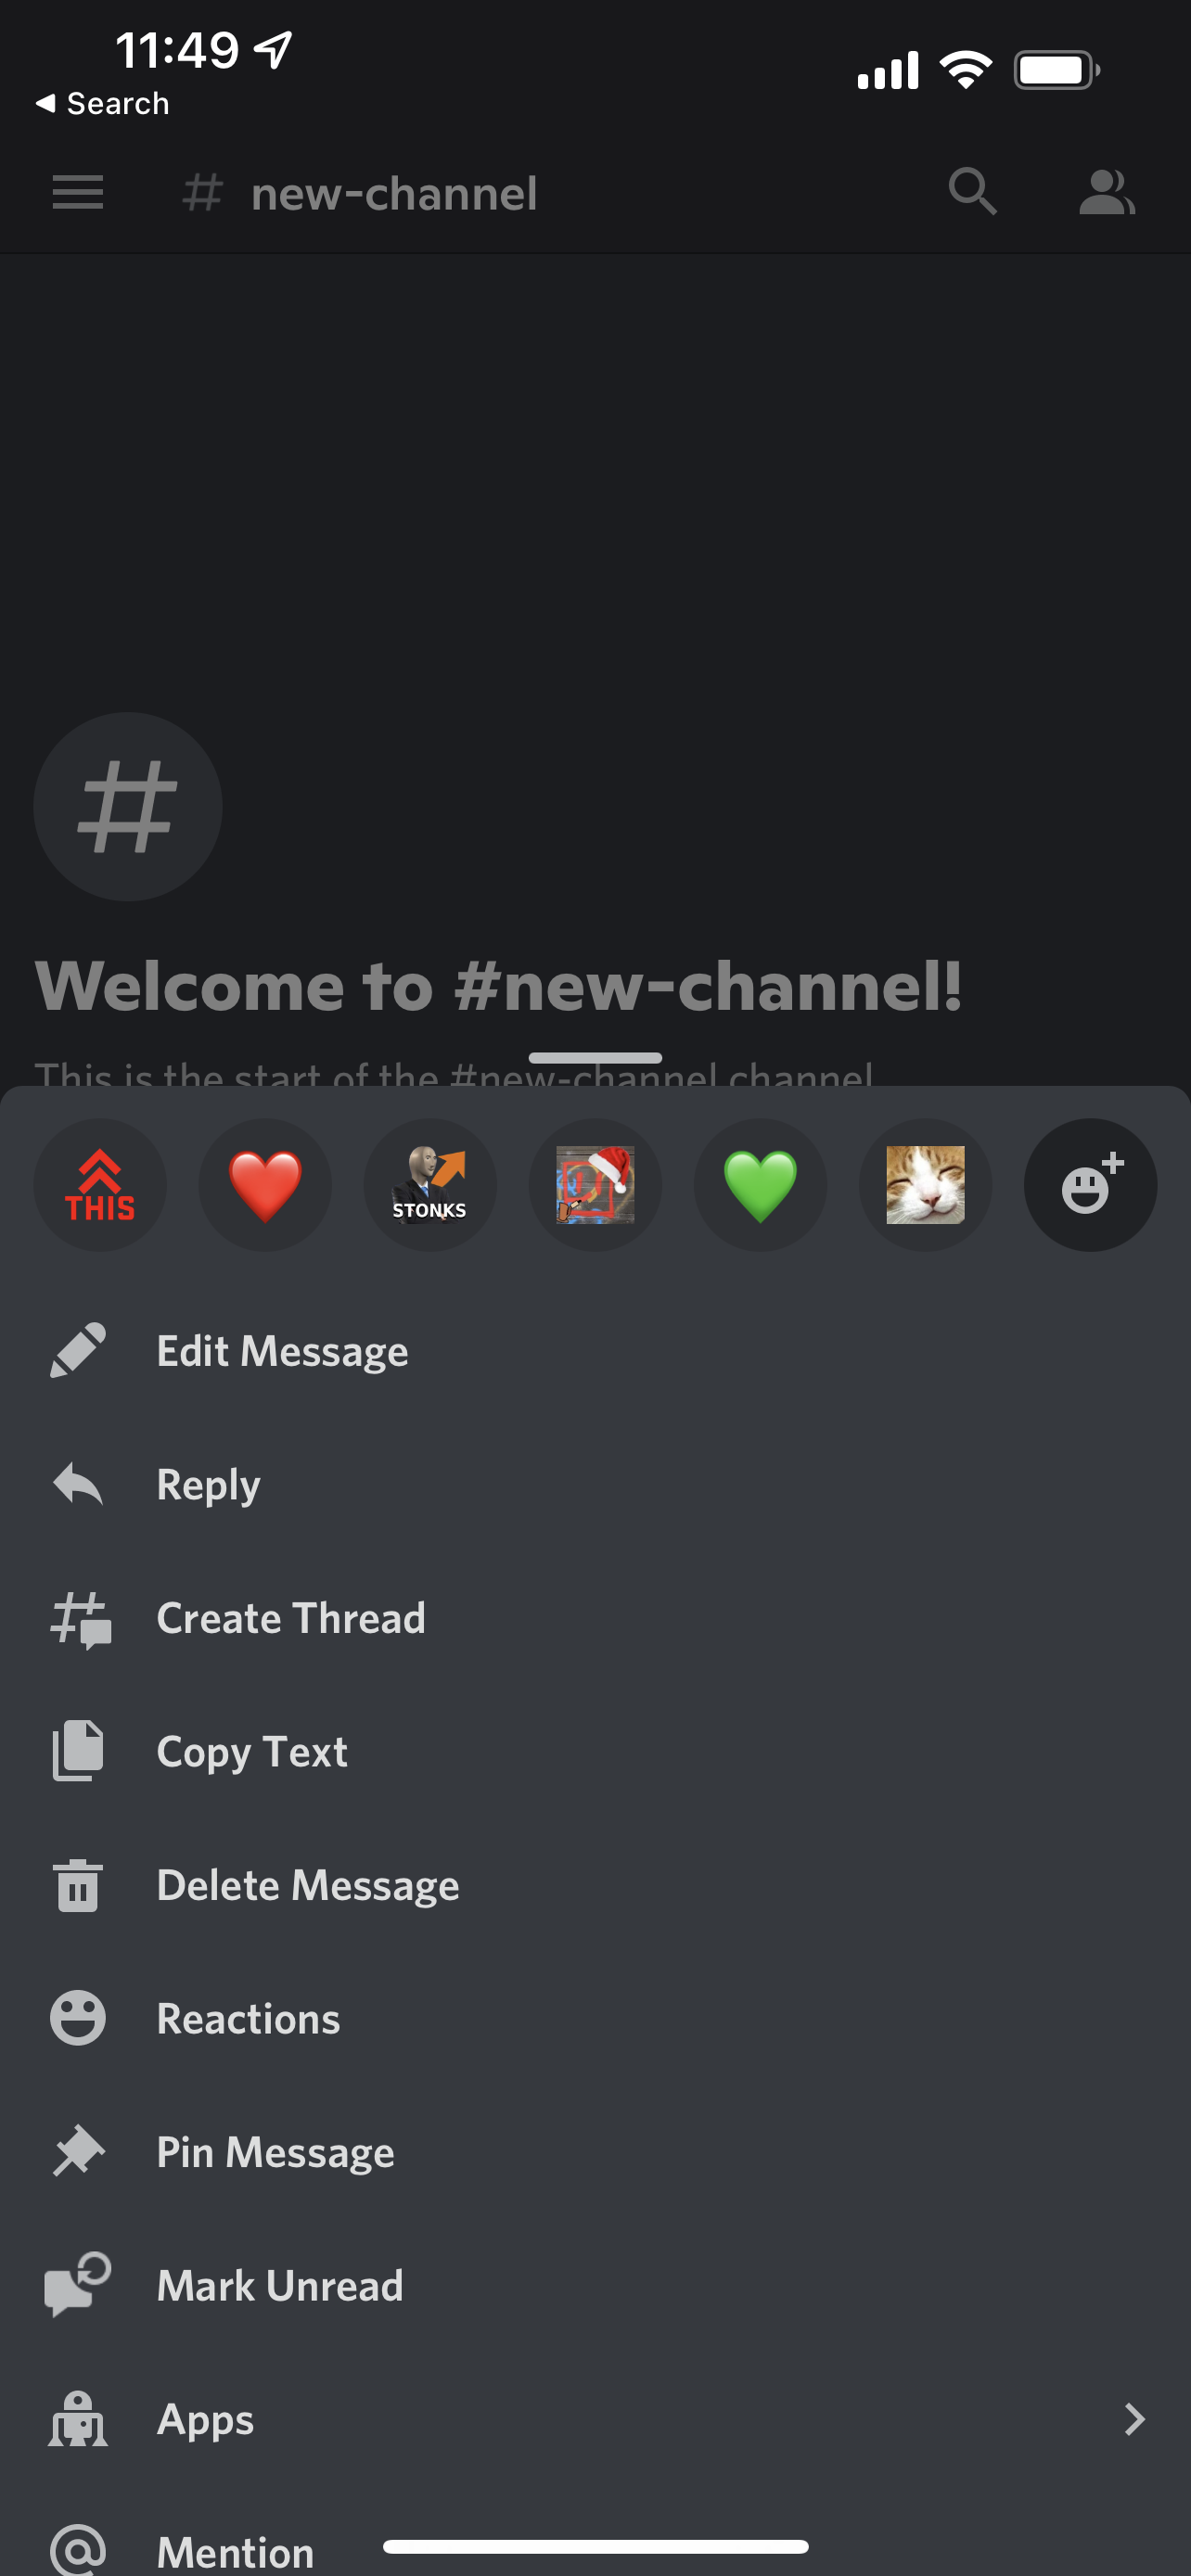 11:49
Search
# new-channel
#
Welcome to #new-channel!
This is the start of the #new-channel channel
THIS
STONKS
Edit Message
Reply
Create Thread
Copy Text
Delete Message
Reactions
Pin Message
Mark Unread
Apps
Mention